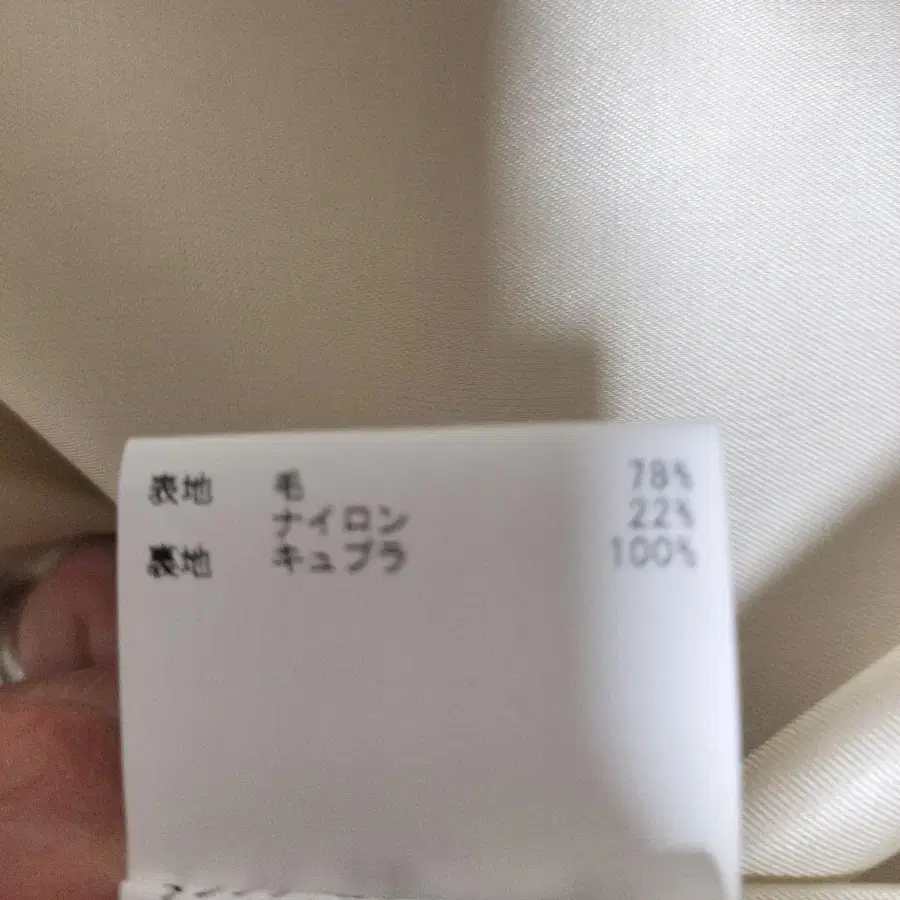 表地 毛 78%
ナイロン 22%
裏地 キュプラ 100%